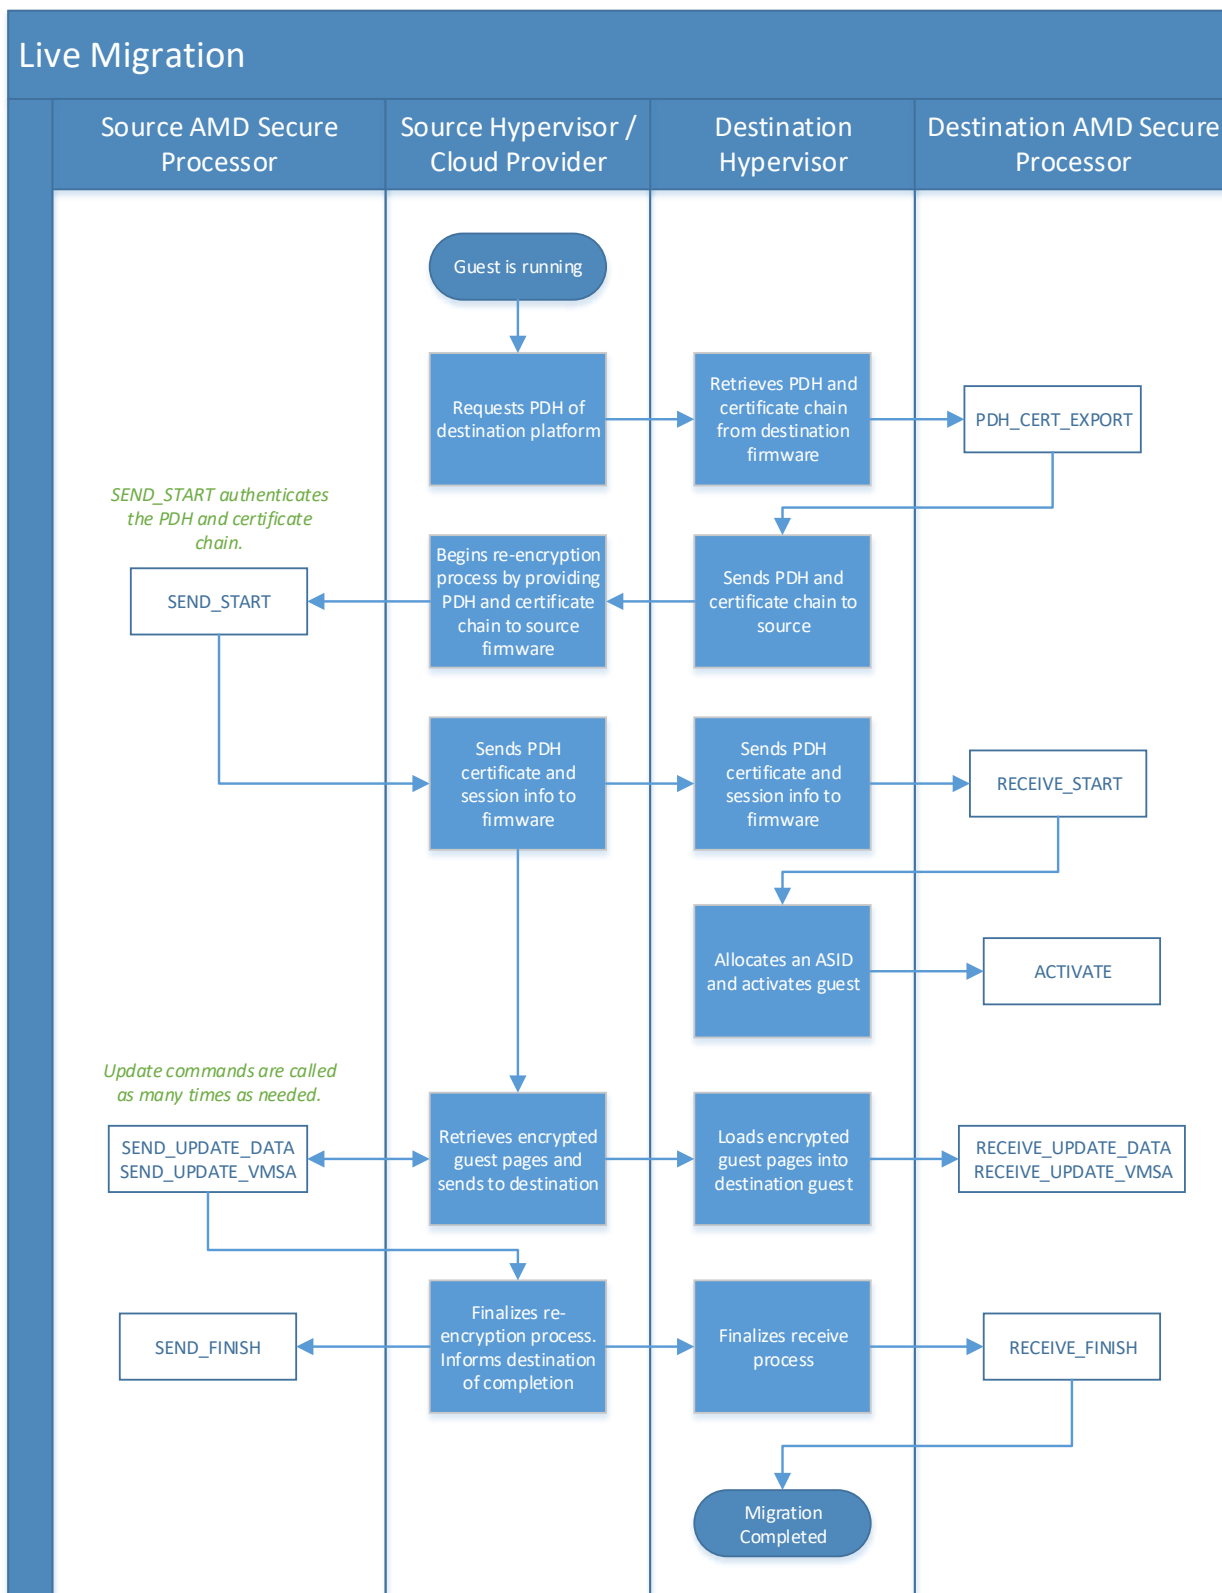 Live Migration
Source AMD Secure
Processor
Source Hypervisor /
Cloud Provider
Destination
Hypervisor
Destination AMD Secure
Processor
Guest is running
Requests PDH of
destination platform
Retrieves PDH and
certificate chain
from destination
firmware
PDH_CERT_EXPORT
SEND_START authenticates
the PDH and certificate
chain.
SEND_START
Begins re-encryption
process by providing
PDH and certificate
chain to source
firmware
Sends PDH and
certificate chain to
source
Sends PDH
certificate and
session info to
firmware
Sends PDH
certificate and
session info to
firmware
RECEIVE_START
Allocates an ASID
and activates guest
ACTIVATE
Update commands are called
as many times as needed.
SEND_UPDATE_DATA
SEND_UPDATE_VMSA
Retrieves encrypted
guest pages and
sends to destination
Loads encrypted
guest pages into
destination guest
RECEIVE_UPDATE_DATA
RECEIVE_UPDATE_VMSA
SEND_FINISH
Finalizes re-
encryption process.
Informs destination
of completion
Finalizes receive
process
RECEIVE_FINISH
Migration
Completed